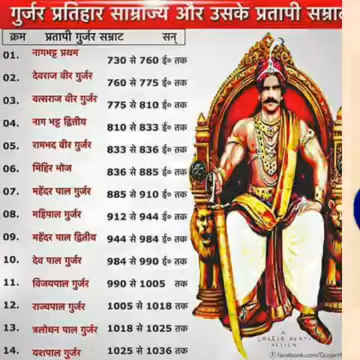 गुर्जर प्रतिहार साम्राज्य और उसके प्रतापी सम्राट
क्रम प्रतापी गुर्जर सम्राट सन्
01. नागभट्ट प्रथम 730 से 760 ई० तक
02. देवराज वीर गुर्जर 760 से 775 ई० तक
03. वत्सराज वीर गुर्जर 775 से 810 ई० तक
04. नाग भट्ट द्वितीय 810 से 833 ई० तक
05. रामभद वीर गुर्जर 833 से 836 ई० तक
06. मिहिर भोज 836 से 885 ई० तक
07. महेंदर पाल गुर्जर 885 से 910 ई० तक
08. महिपाल गुर्जर 912 से 944 ई० तक
09. महेंदर पाल द्वितीय 944 से 984 ई० तक
10. देव पाल गुर्जर 984 से 990 ई० तक
11. विजयपाल गुर्जर 990 से 1005 तक
12. राज्यपाल गुर्जर 1005 से 1018 तक
13. त्रलोचन पाल गुर्जर 1018 से 1025 तक
14. यशपाल गुर्जर 1025 से 1036 तक
A
DESIGN
facebook.com/Gurjar